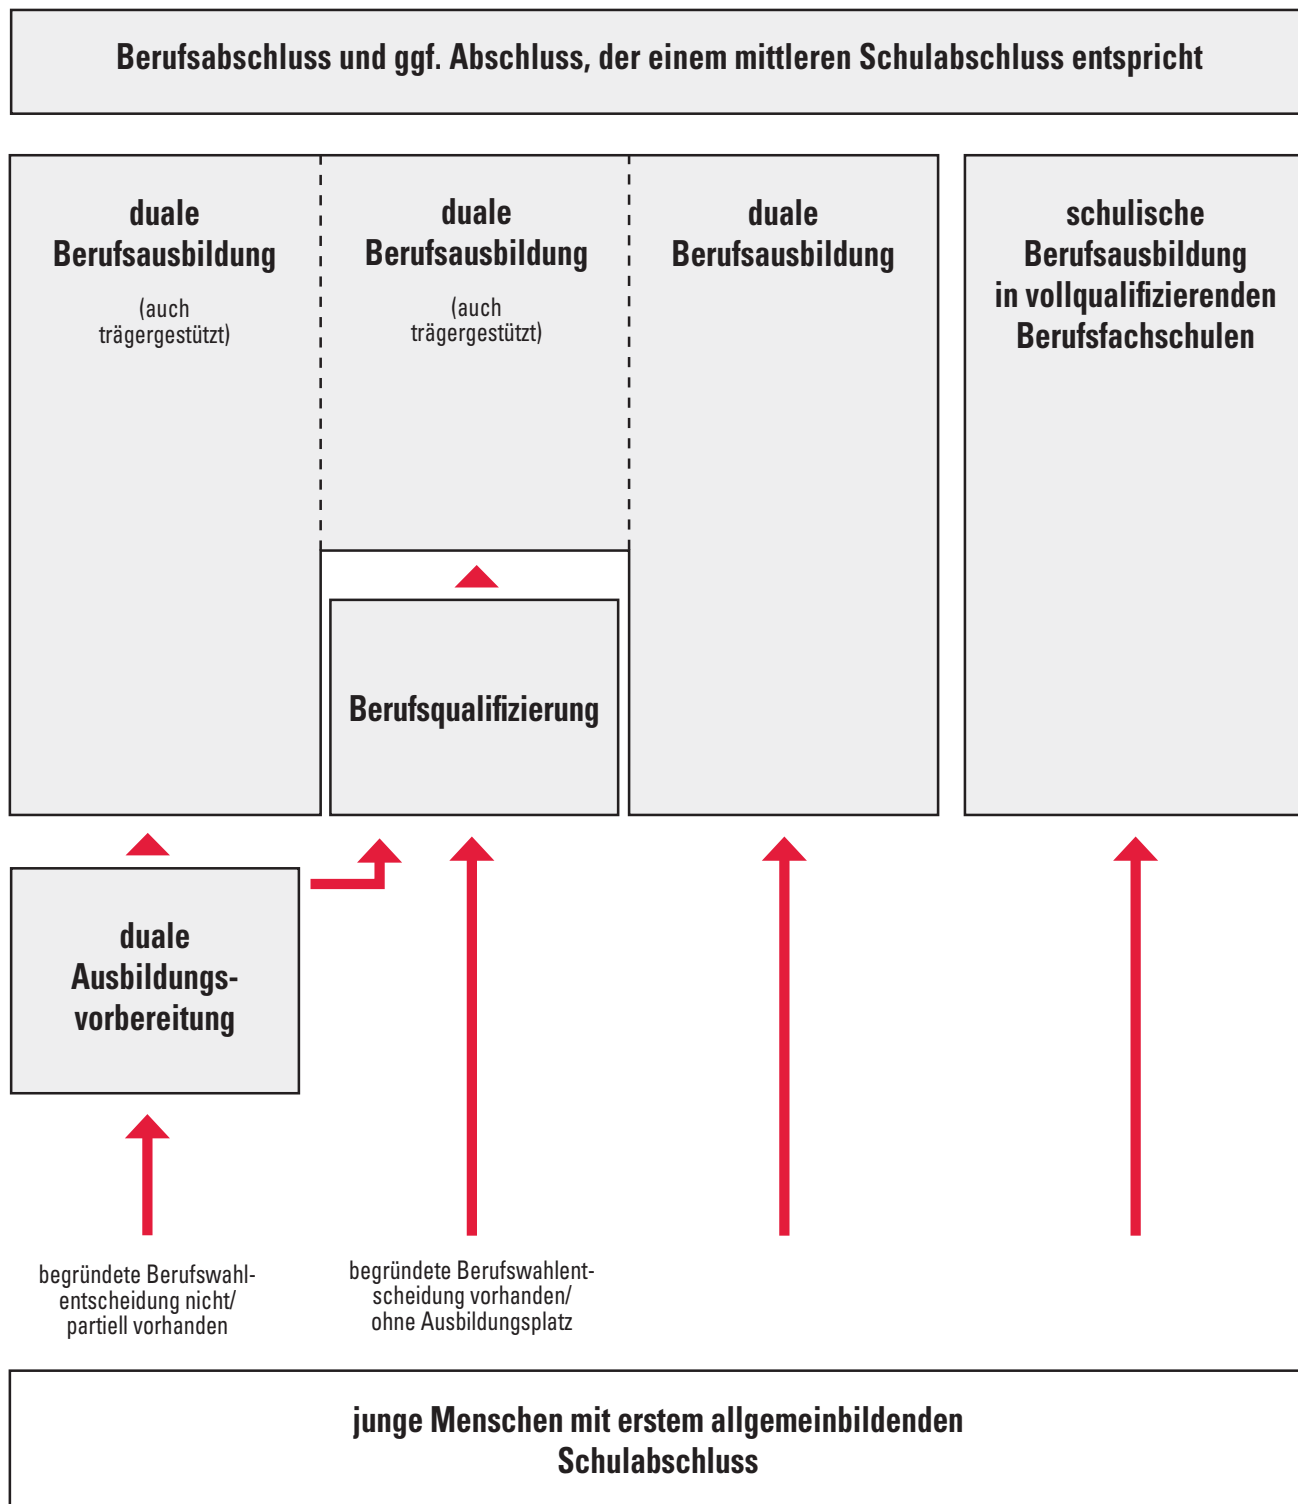 Berufsabschluss und ggf. Abschluss, der einem mittleren Schulabschluss entspricht
duale
Berufsausbildung
(auch
trägergestützt)
duale
Berufsausbildung
(auch
trägergestützt)
duale
Berufsausbildung
schulische
Berufsausbildung
in vollqualifizierenden
Berufsfachschulen
Berufsqualifizierung
duale
Ausbildungs-
vorbereitung
begründete Berufswahl-
entscheidung nicht/
partiell vorhanden
begründete Berufswahlent-
scheidung vorhanden/
ohne Ausbildungsplatz
junge Menschen mit erstem allgemeinbildenden
Schulabschluss